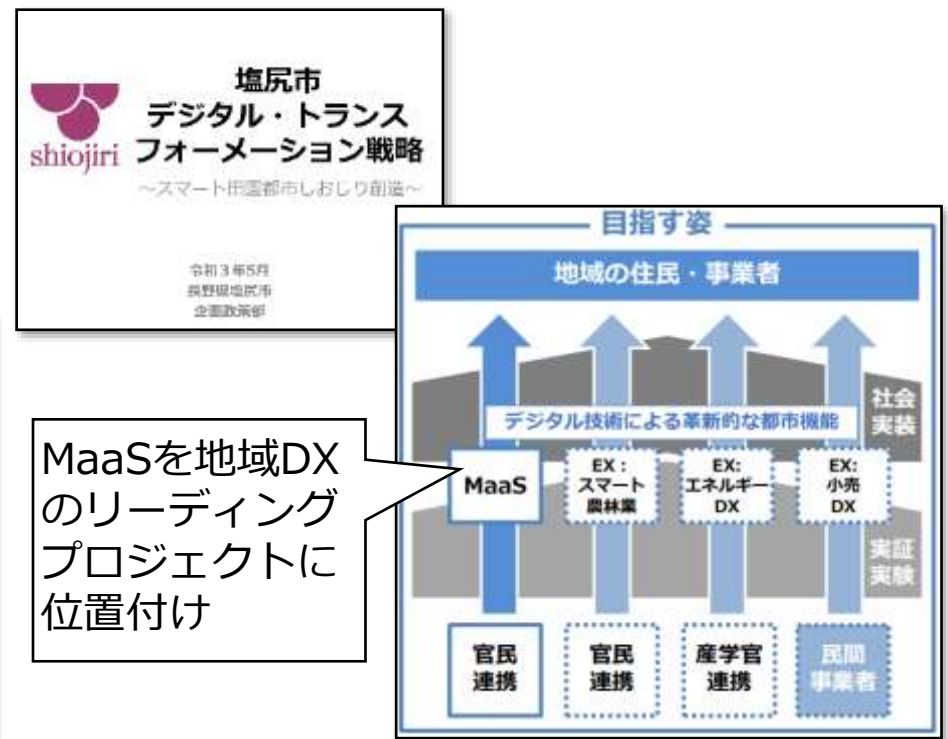 塩尻市
デジタル・トランス
フォーメーション戦略
shiojiri
～スマート田園都市しおじり創造～
令和3年5月
長野県塩尻市
企画政策部
目指す姿
地域の住民・事業者
社会
実装
デジタル技術による革新的な都市機能
MaaS
EX：
スマート
農林業
EX:
エネルギー
DX
EX:
小売
DX
実証
実験
官民
連携
官民
連携
産学官
連携
民間
事業者
MaaSを地域DX
のリーディング
プロジェクトに
位置付け